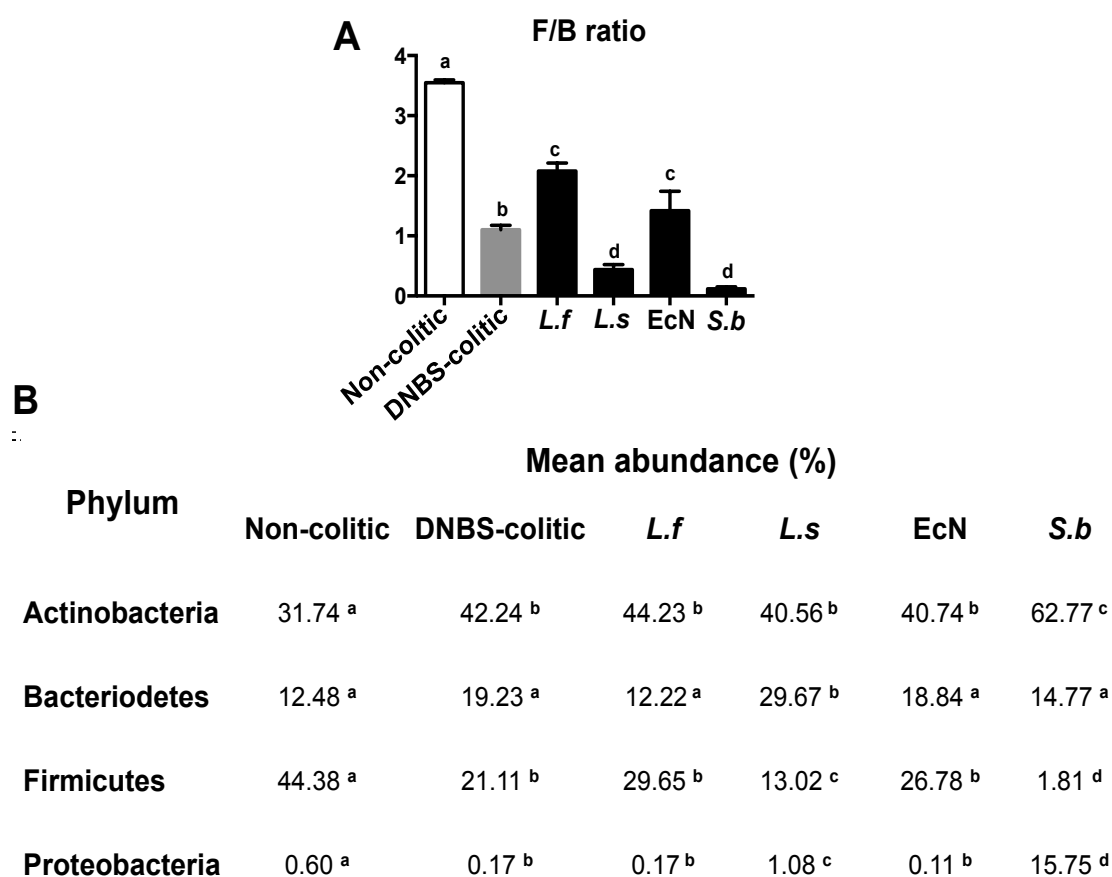 A
F/B ratio
4
3
2
1
0
a
b
c
d
c
d
Non-colitic
DNBS-colitic
L.f
L.s
EcN
S.b
B
Mean abundance (%)
Phylum
Non-colitic DNBS-colitic L.f L.s EcN S.b
Actinobacteria 31.74 a 42.24 b 44.23 b 40.56 b 40.74 b 62.77 c
Bacteriodetes 12.48 a 19.23 a 12.22 a 29.67 b 18.84 a 14.77 a
Firmicutes 44.38 a 21.11 b 29.65 b 13.02 c 26.78 b 1.81 d
Proteobacteria 0.60 a 0.17 b 0.17 b 1.08 c 0.11 b 15.75 d